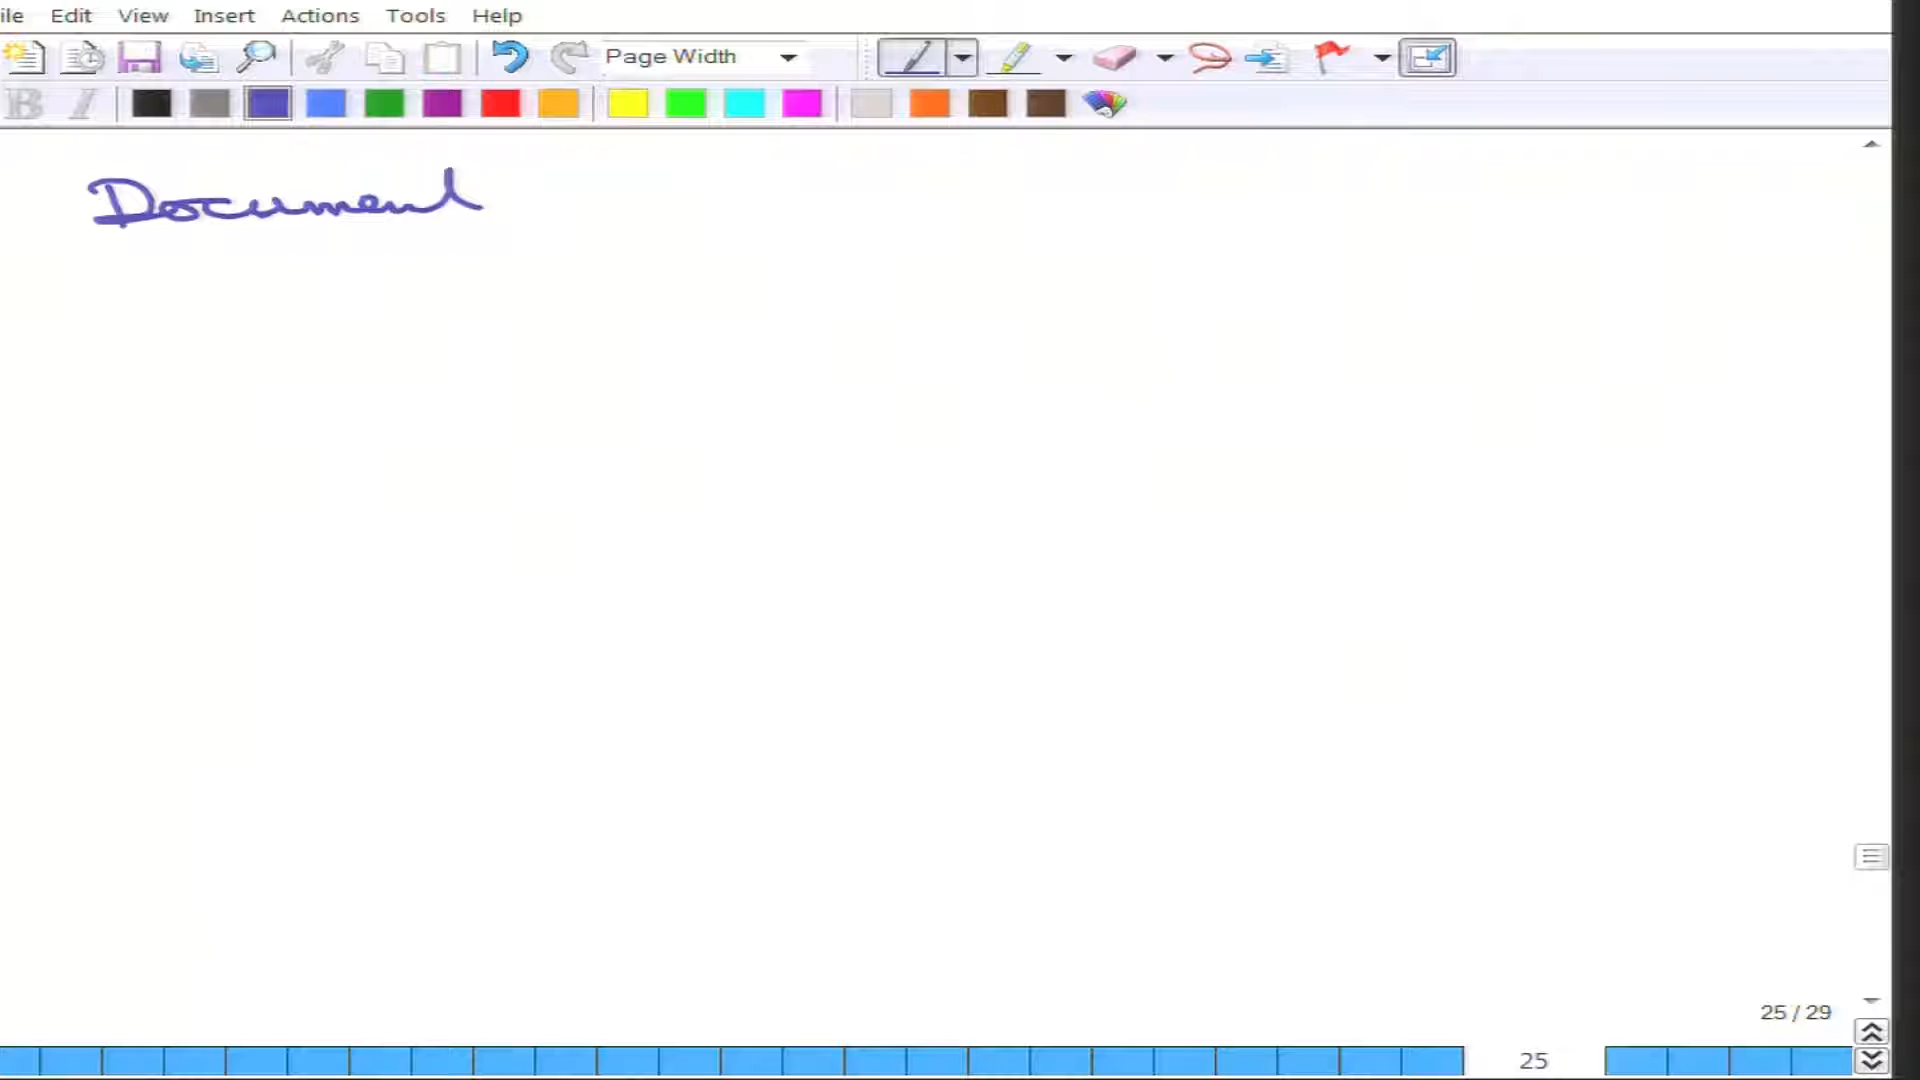 ile Edit View Insert Actions Tools Help
Page Width
B I
Document
25 / 29
25